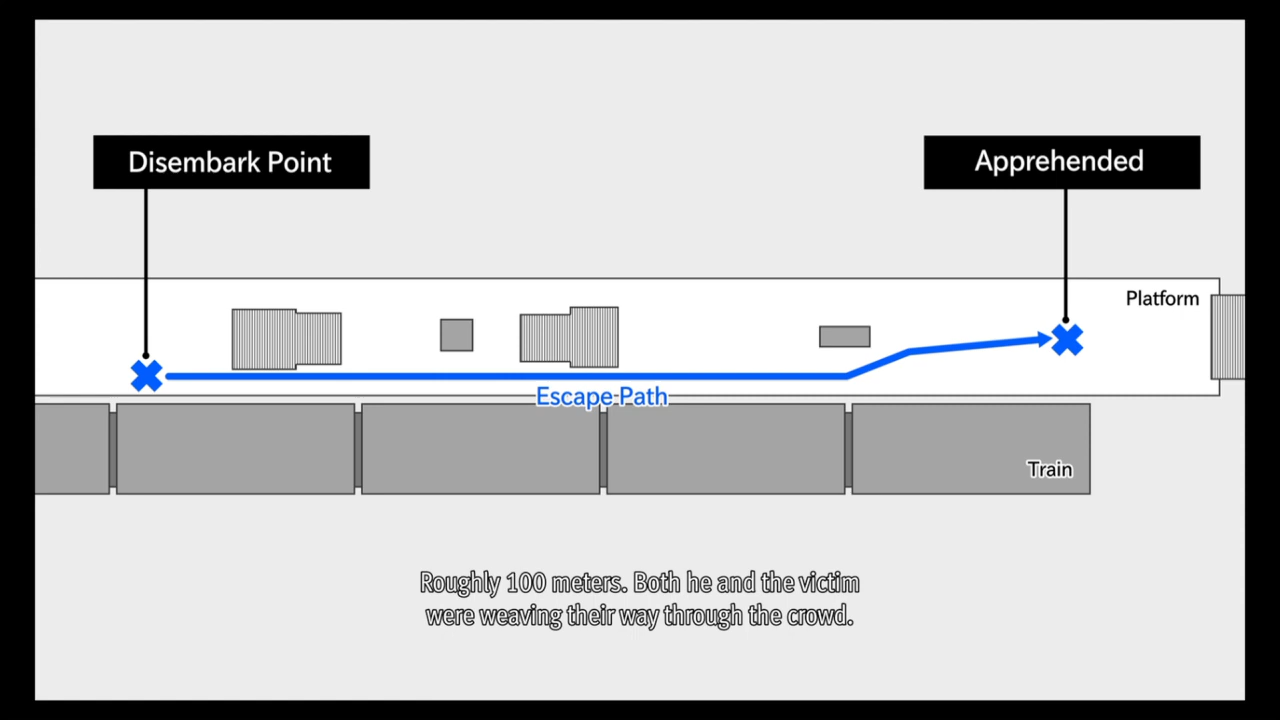 Disembark Point
Apprehended
Platform
Escape Path
Train
Roughly 100 meters. Both he and the victim
were weaving their way through the crowd.